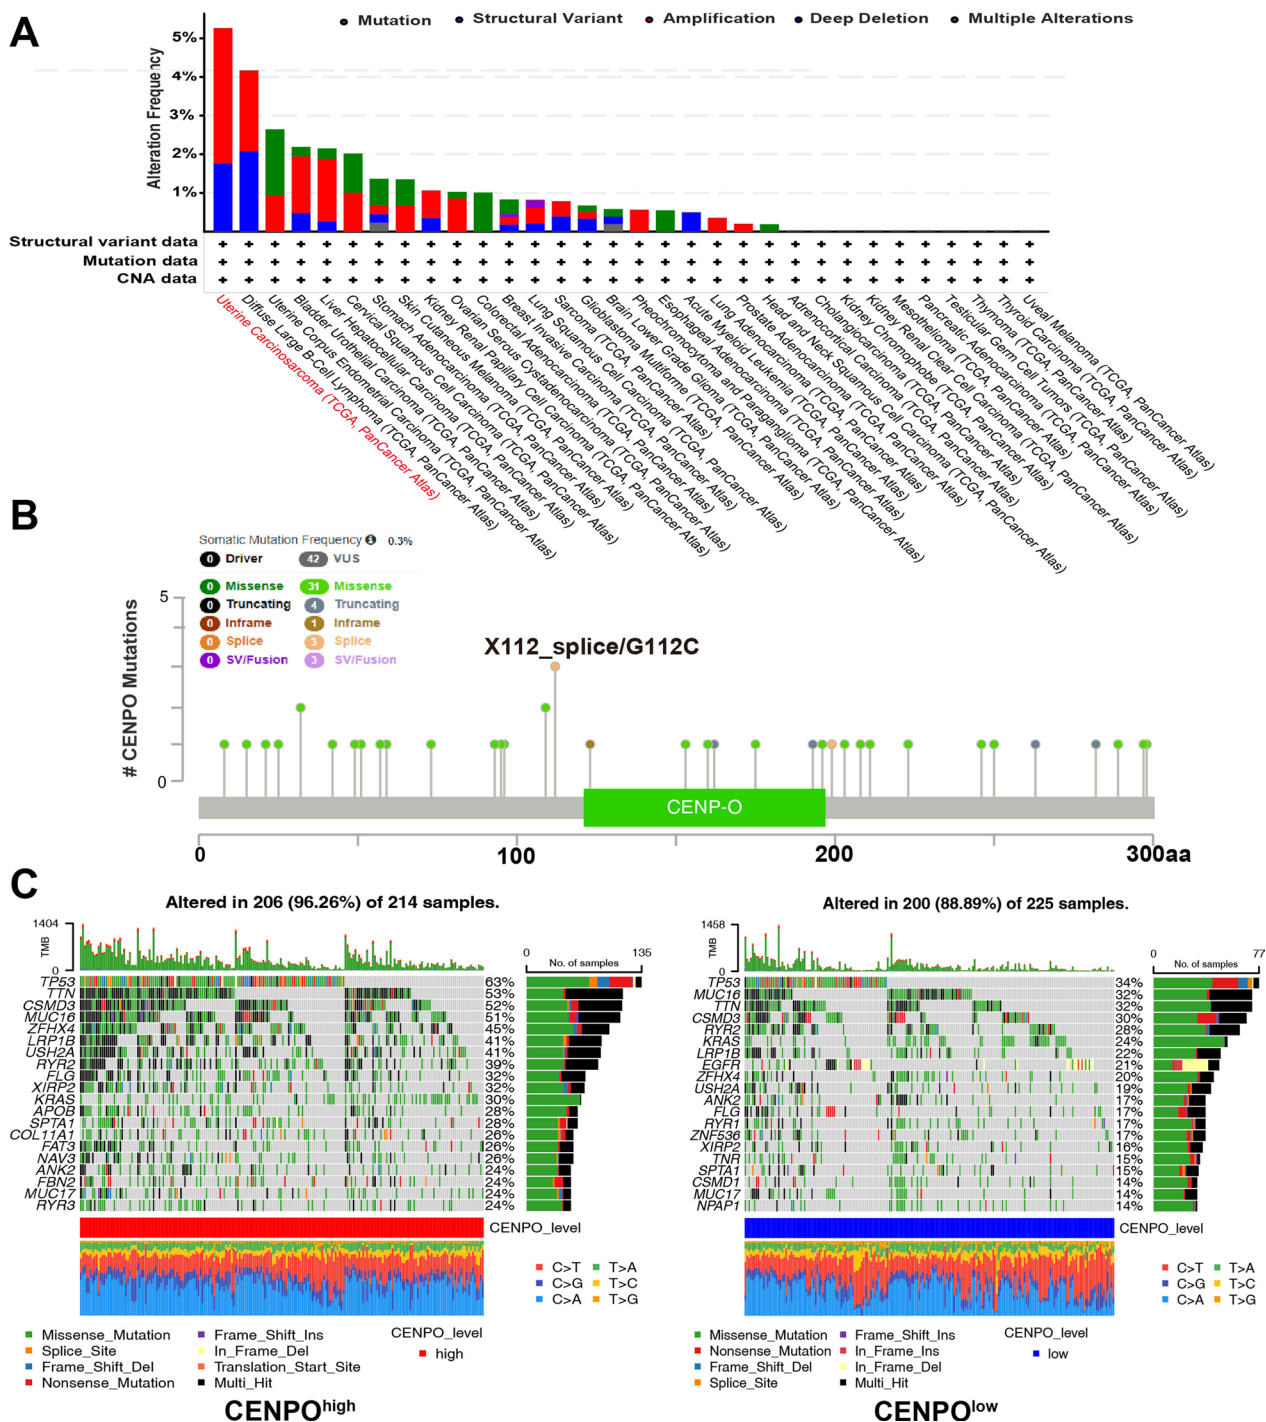 A
Mutation
Structural Variant
Amplification
Deep Deletion
Multiple Alterations
Alteration Frequency
5%
4%
3%
2%
1%
Structural variant data
Mutation data
CNA data
Uterine Carcinosarcoma (TCGA, PanCancer Atlas)
Diffuse Large B-Cell Lymphoma (TCGA, PanCancer Atlas)
Uterine Corpus Endometrial Carcinoma (TCGA, PanCancer Atlas)
Bladder Urothelial Carcinoma (TCGA, PanCancer Atlas)
Liver Hepatocellular Carcinoma (TCGA, PanCancer Atlas)
Cervical Squamous Cell Carcinoma (TCGA, PanCancer Atlas)
Stomach Adenocarcinoma (TCGA, PanCancer Atlas)
Skin Cutaneous Melanoma (TCGA, PanCancer Atlas)
Kidney Renal Papillary Cell Carcinoma (TCGA, PanCancer Atlas)
Ovarian Serous Cystadenocarcinoma (TCGA, PanCancer Atlas)
Colorectal Adenocarcinoma (TCGA, PanCancer Atlas)
Breast Invasive Carcinoma (TCGA, PanCancer Atlas)
Lung Squamous Cell Carcinoma (TCGA, PanCancer Atlas)
Sarcoma (TCGA, PanCancer Atlas)
Glioblastoma Multiforme (TCGA, PanCancer Atlas)
Brain Lower Grade Glioma (TCGA, PanCancer Atlas)
Pheochromocytoma and Paraganglioma (TCGA, PanCancer Atlas)
Esophageal Adenocarcinoma (TCGA, PanCancer Atlas)
Acute Myeloid Leukemia (TCGA, PanCancer Atlas)
Lung Adenocarcinoma (TCGA, PanCancer Atlas)
Prostate Adenocarcinoma (TCGA, PanCancer Atlas)
Head and Neck Squamous Cell Carcinoma (TCGA, PanCancer Atlas)
Adrenocortical Carcinoma (TCGA, PanCancer Atlas)
Cholangiocarcinoma (TCGA, PanCancer Atlas)
Kidney Chromophobe (TCGA, PanCancer Atlas)
Kidney Renal Clear Cell Carcinoma (TCGA, PanCancer Atlas)
Mesothelioma (TCGA, PanCancer Atlas)
Pancreatic Adenocarcinoma (TCGA, PanCancer Atlas)
Testicular Germ Cell Tumors (TCGA, PanCancer Atlas)
Thymoma (TCGA, PanCancer Atlas)
Thyroid Carcinoma (TCGA, PanCancer Atlas)
Uveal Melanoma (TCGA, PanCancer Atlas)
B
Somatic Mutation Frequency 0.3%
0 Driver 42 VUS
0 Missense 31 Missense
0 Truncating 4 Truncating
0 Inframe 1 Inframe
0 Splice 3 Splice
0 SV/Fusion 3 SV/Fusion
# CENPO Mutations
5
0
X112_splice/G112C
CENP-O
0 100 200 300aa
C
Altered in 206 (96.26%) of 214 samples.
1404
TMB
0
0 135
No. of samples
TP53 63%
TTN 53%
CSMD3 52%
MUC16 51%
ZFHX4 45%
LRP1B 41%
USH2A 41%
RYR2 39%
FLG 32%
XIRP2 32%
KRAS 30%
APOB 28%
SPTA1 28%
COL11A1 26%
FAT3 26%
NAV3 26%
ANK2 24%
FBN2 24%
MUC17 24%
RYR3 24%
CENPO_level
C>T T>A
C>G T>C
C>A T>G
Missense_Mutation
Splice_Site
Frame_Shift_Del
Nonsense_Mutation
Frame_Shift_Ins
In_Frame_Del
Translation_Start_Site
Multi_Hit
CENPO_level
high
CENPOhigh
Altered in 200 (88.89%) of 225 samples.
1458
TMB
0
0 77
No. of samples
TP53 34%
MUC16 32%
TTN 32%
CSMD3 30%
RYR2 28%
KRAS 24%
LRP1B 22%
EGFR 21%
ZFHX4 20%
USH2A 19%
ANK2 17%
FLG 17%
RYR1 17%
ZNF536 17%
XIRP2 16%
TNR 15%
SPTA1 15%
CSMD1 14%
MUC17 14%
NPAP1 14%
CENPO_level
C>T T>A
C>G T>C
C>A T>G
Missense_Mutation
Nonsense_Mutation
Frame_Shift_Del
Splice_Site
Frame_Shift_Ins
In_Frame_Ins
In_Frame_Del
Multi_Hit
CENPO_level
low
CENPOlow